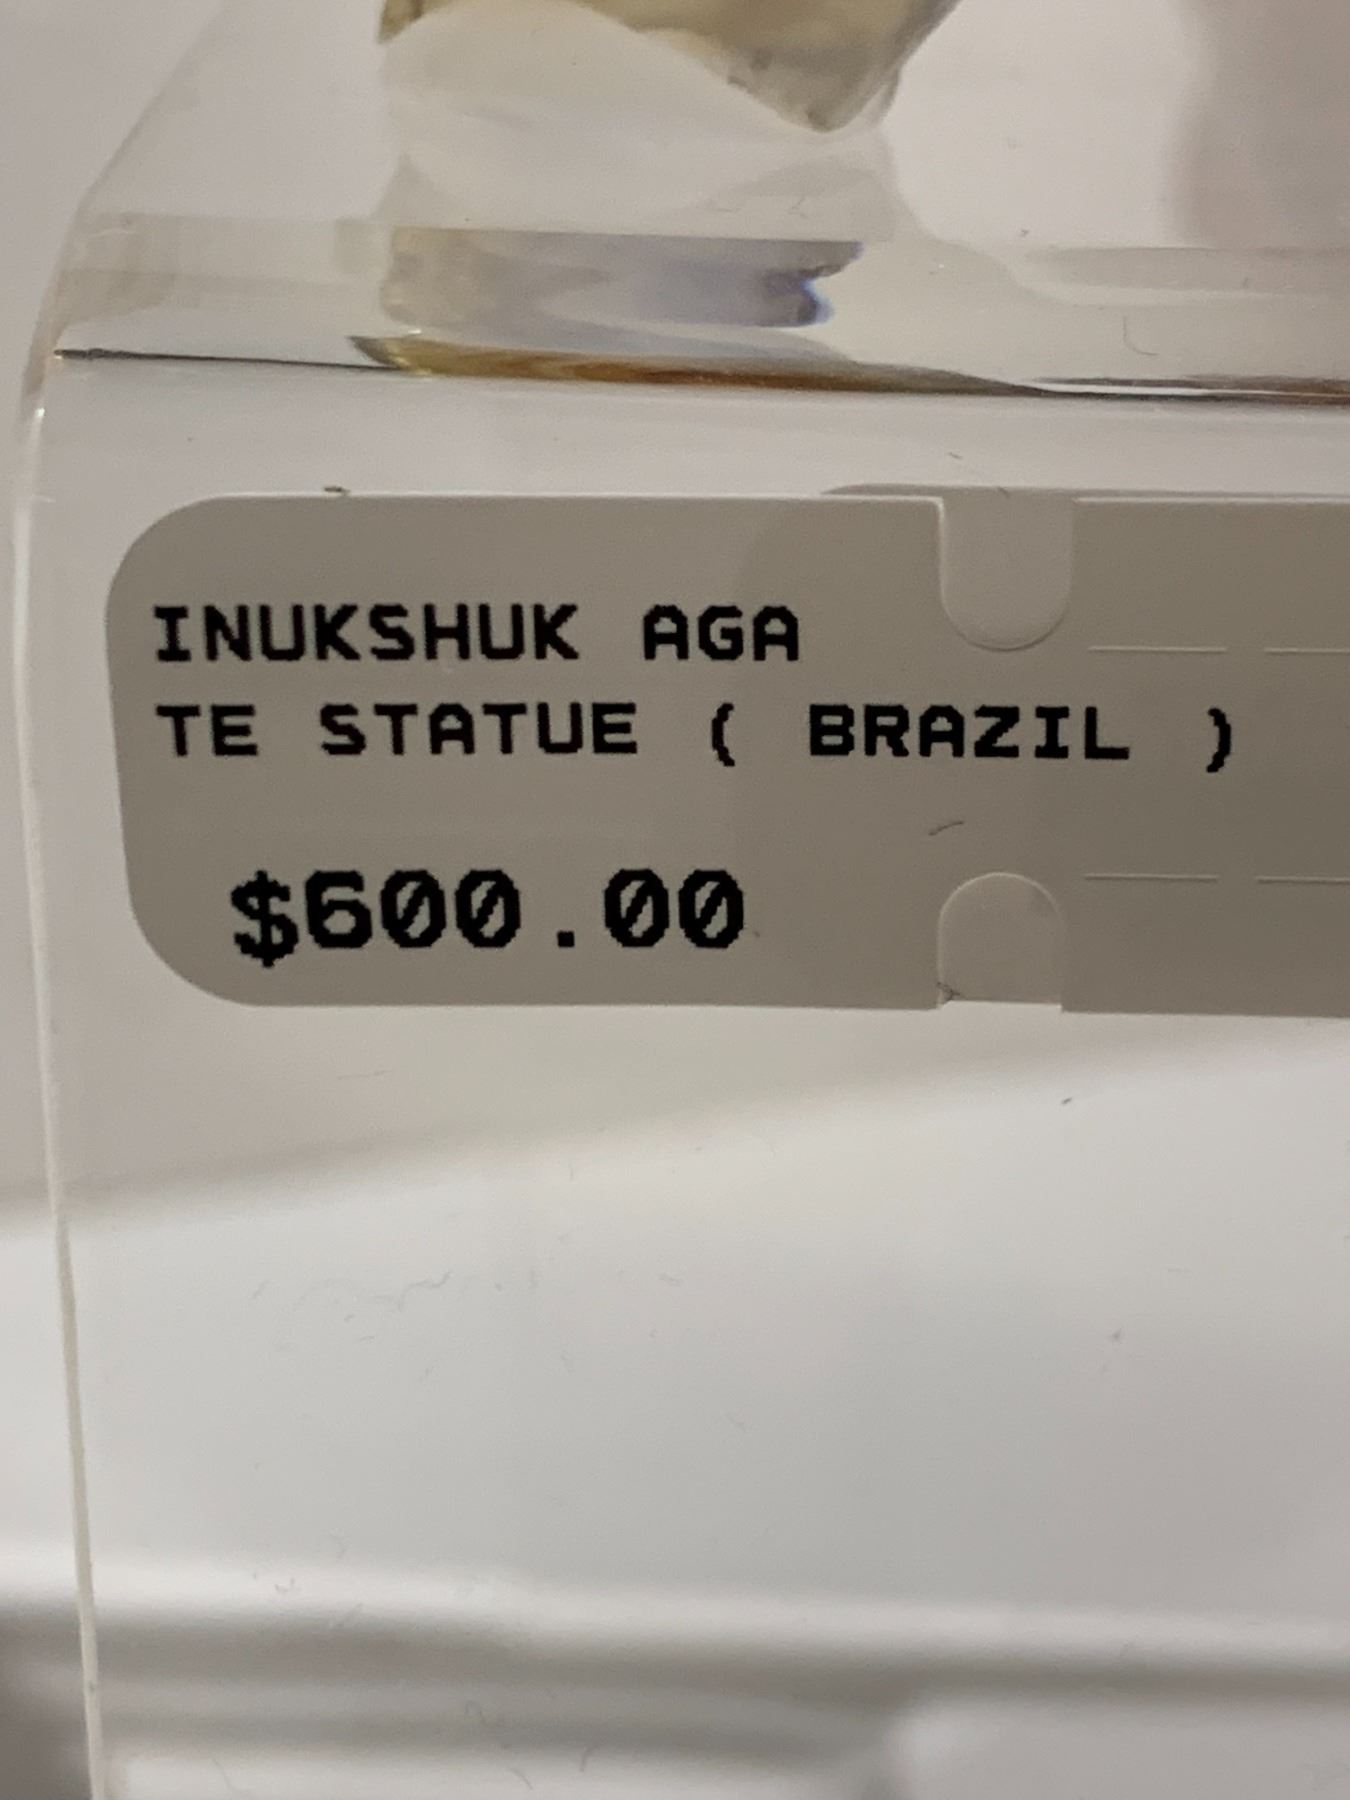 INUKSHUK AGA
TE STATUE ( BRAZIL )
$600.00